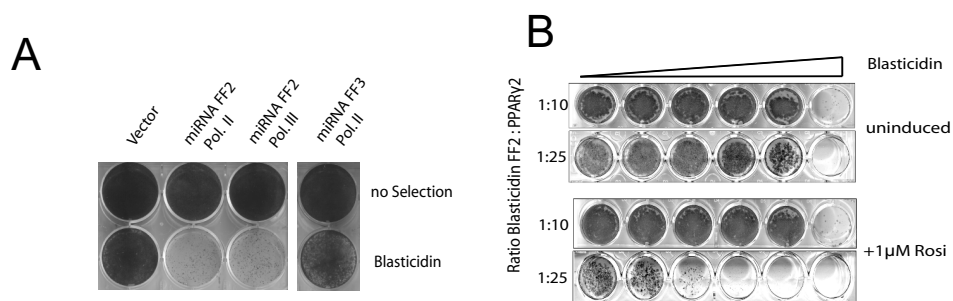 A
Vector
miRNA FF2
Pol. II
miRNA FF2
Pol. III
miRNA FF3
Pol. II
no Selection
Blasticidin
B
Blasticidin
Ratio Blasticidin FF2 : PPARγ2
1:10
1:25
uninduced
1:10
1:25
+1µM Rosi